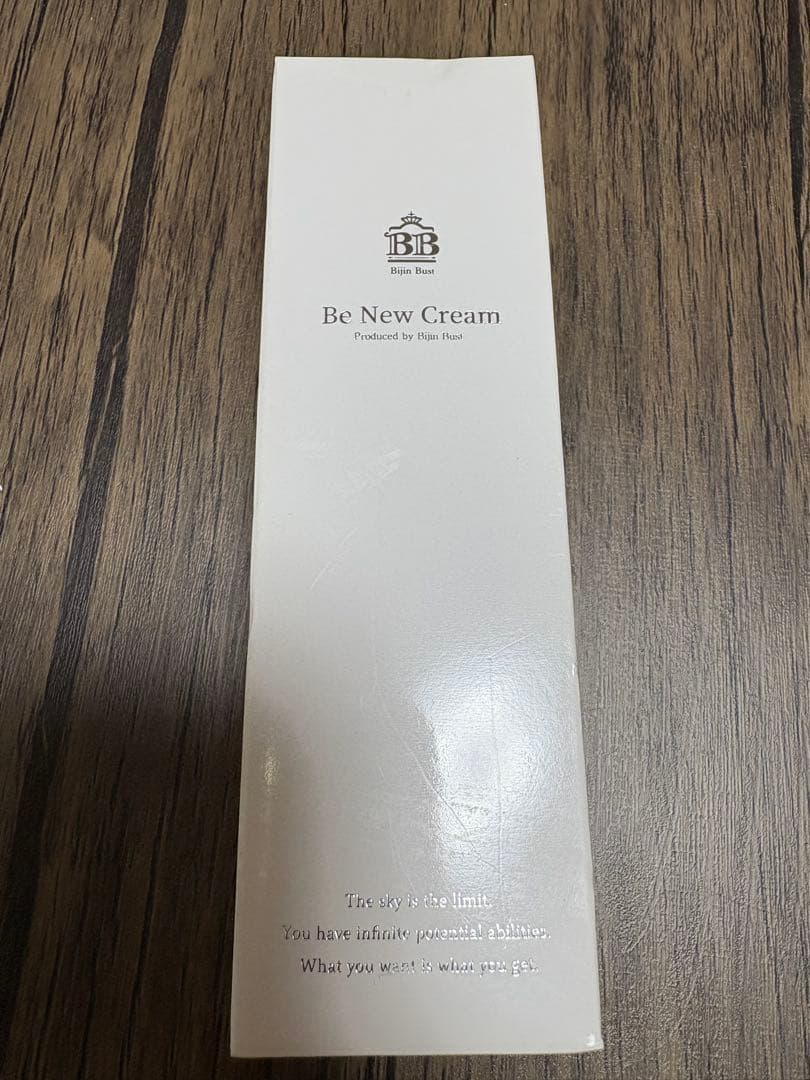 BB
Bijin Bust
Be New Cream
Produced by Bijin Bust
The sky is the limit.
You have infinite potential abilities.
What you want is what you get.